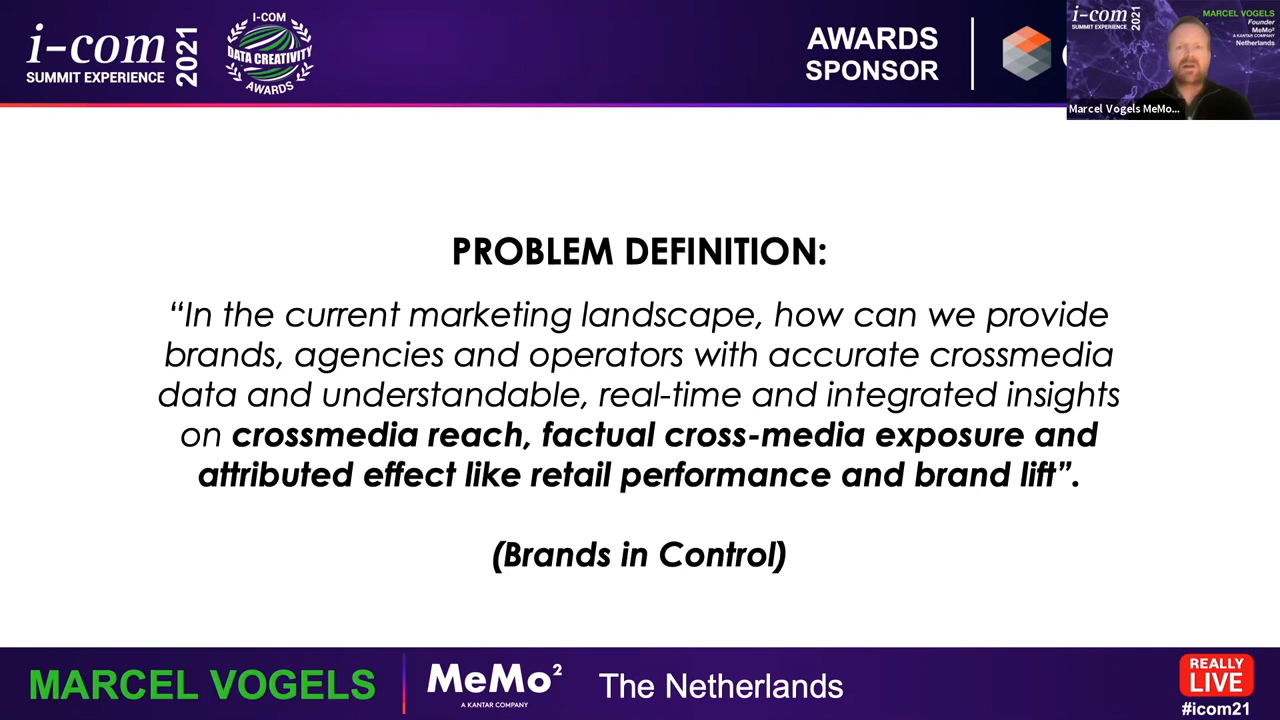 i-com
SUMMIT EXPERIENCE
2021
I-COM
DATA CREATIVITY
AWARDS
AWARDS
SPONSOR
i-com
SUMMIT EXPERIENCE
2021
MARCEL VOGELS
Founder
MeMo²
A KANTAR COMPANY
Netherlands
Marcel Vogels MeMo...
PROBLEM DEFINITION:
“In the current marketing landscape, how can we provide
brands, agencies and operators with accurate crossmedia
data and understandable, real-time and integrated insights
on crossmedia reach, factual cross-media exposure and
attributed effect like retail performance and brand lift”.
(Brands in Control)
MARCEL VOGELS
MeMo²
A KANTAR COMPANY
The Netherlands
REALLY
LIVE
#icom21